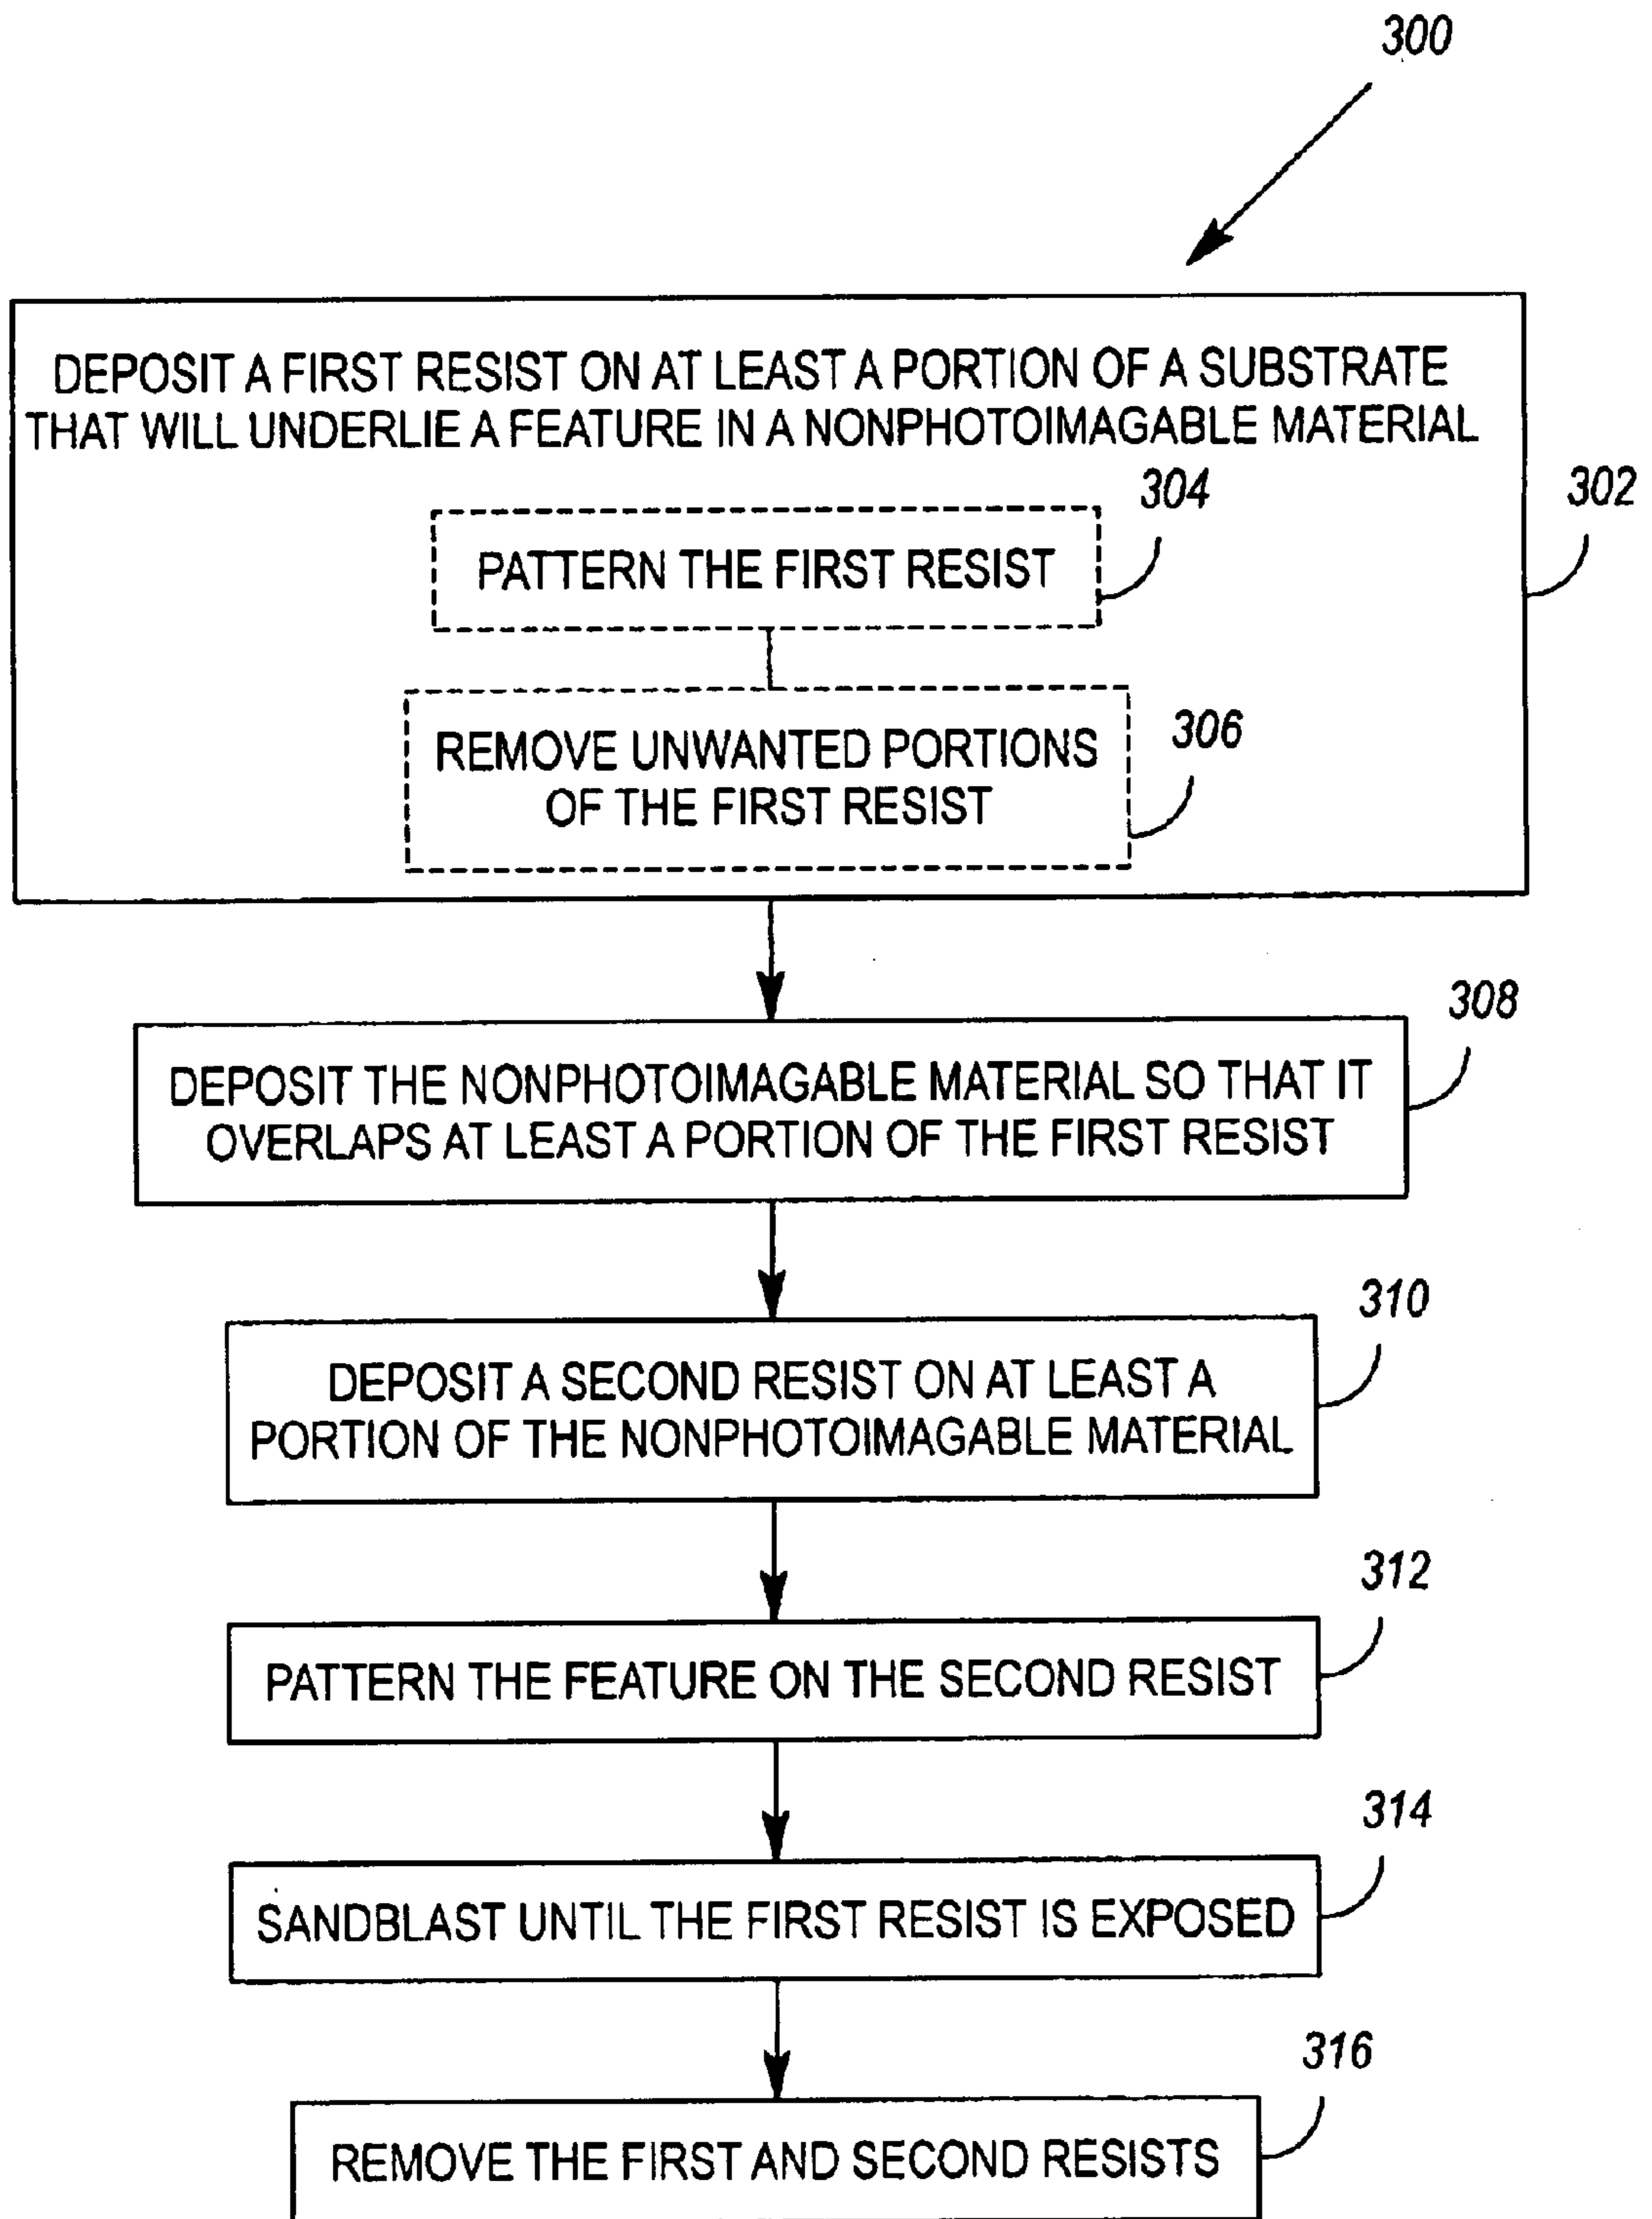 300
DEPOSIT A FIRST RESIST ON AT LEAST A PORTION OF A SUBSTRATE
THAT WILL UNDERLIE A FEATURE IN A NONPHOTOIMAGABLE MATERIAL
302
304
PATTERN THE FIRST RESIST
306
REMOVE UNWANTED PORTIONS
OF THE FIRST RESIST
308
DEPOSIT THE NONPHOTOIMAGABLE MATERIAL SO THAT IT
OVERLAPS AT LEAST A PORTION OF THE FIRST RESIST
310
DEPOSIT A SECOND RESIST ON AT LEAST A
PORTION OF THE NONPHOTOIMAGABLE MATERIAL
312
PATTERN THE FEATURE ON THE SECOND RESIST
314
SANDBLAST UNTIL THE FIRST RESIST IS EXPOSED
316
REMOVE THE FIRST AND SECOND RESISTS